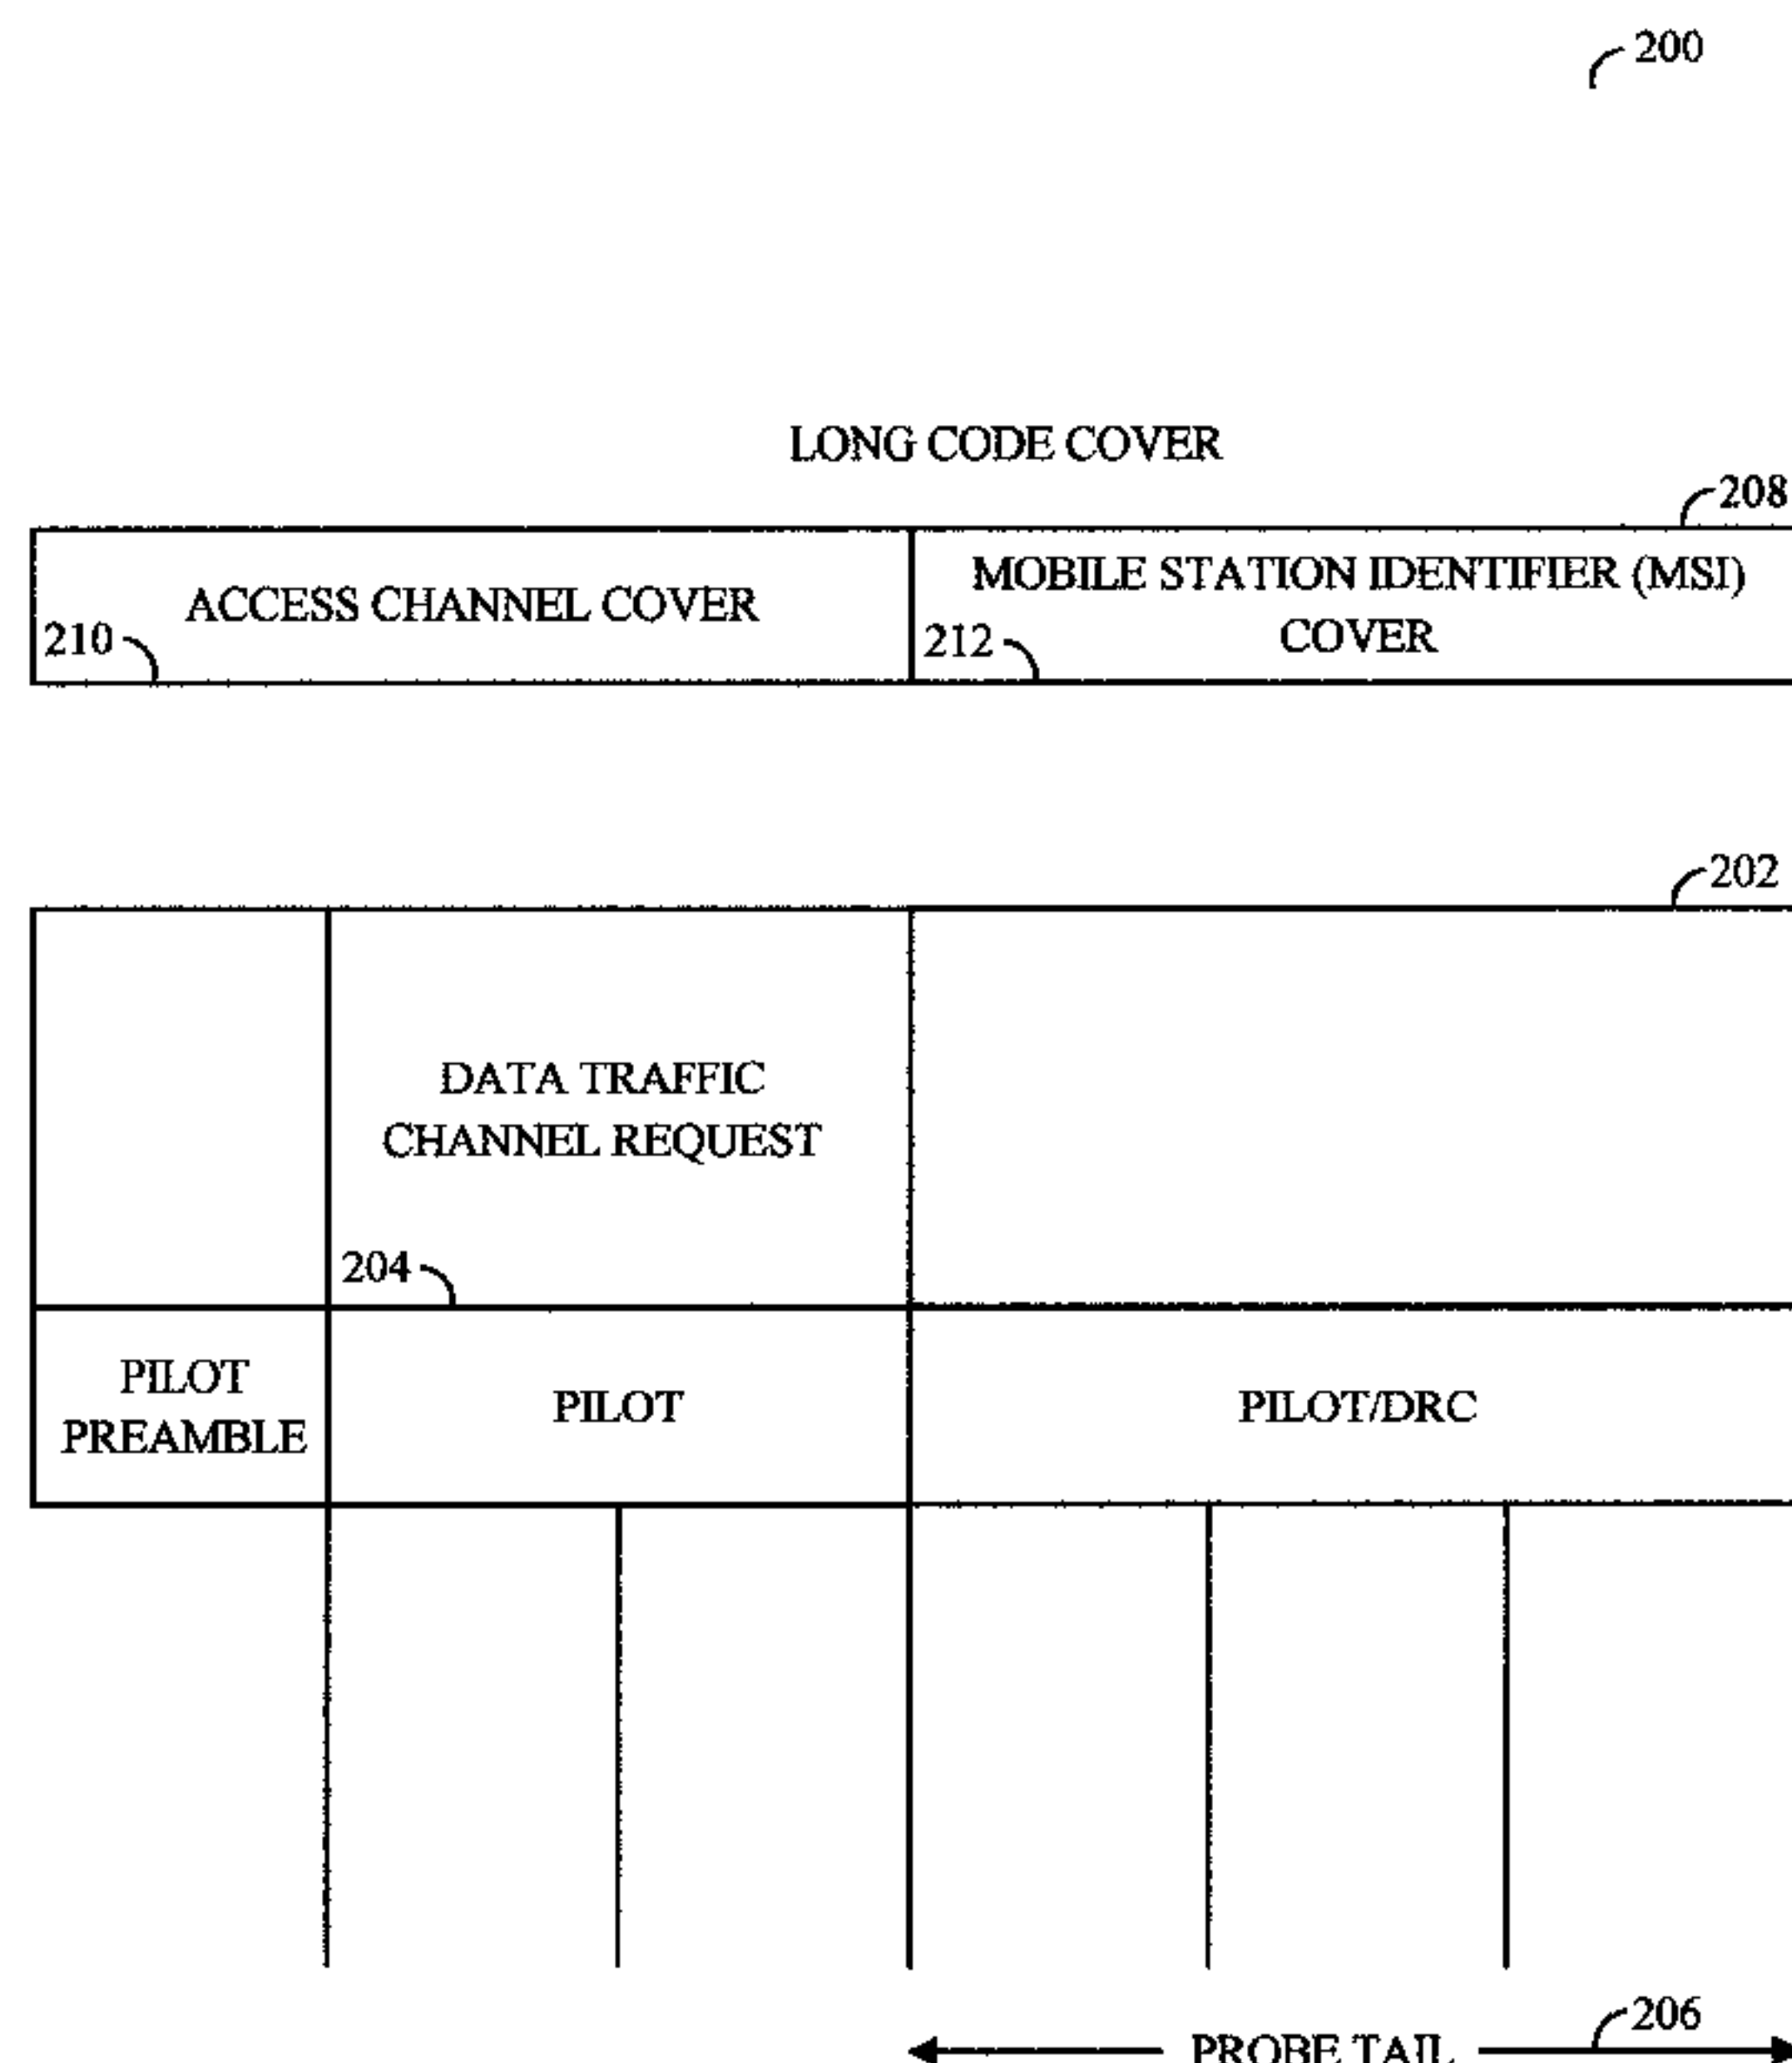 200
LONG CODE COVER
208
ACCESS CHANNEL COVER
210
MOBILE STATION IDENTIFIER (MSI)
COVER
212
202
DATA TRAFFIC
CHANNEL REQUEST
204
PILOT
PREAMBLE
PILOT
PILOT/DRC
206
PROBE TAIL